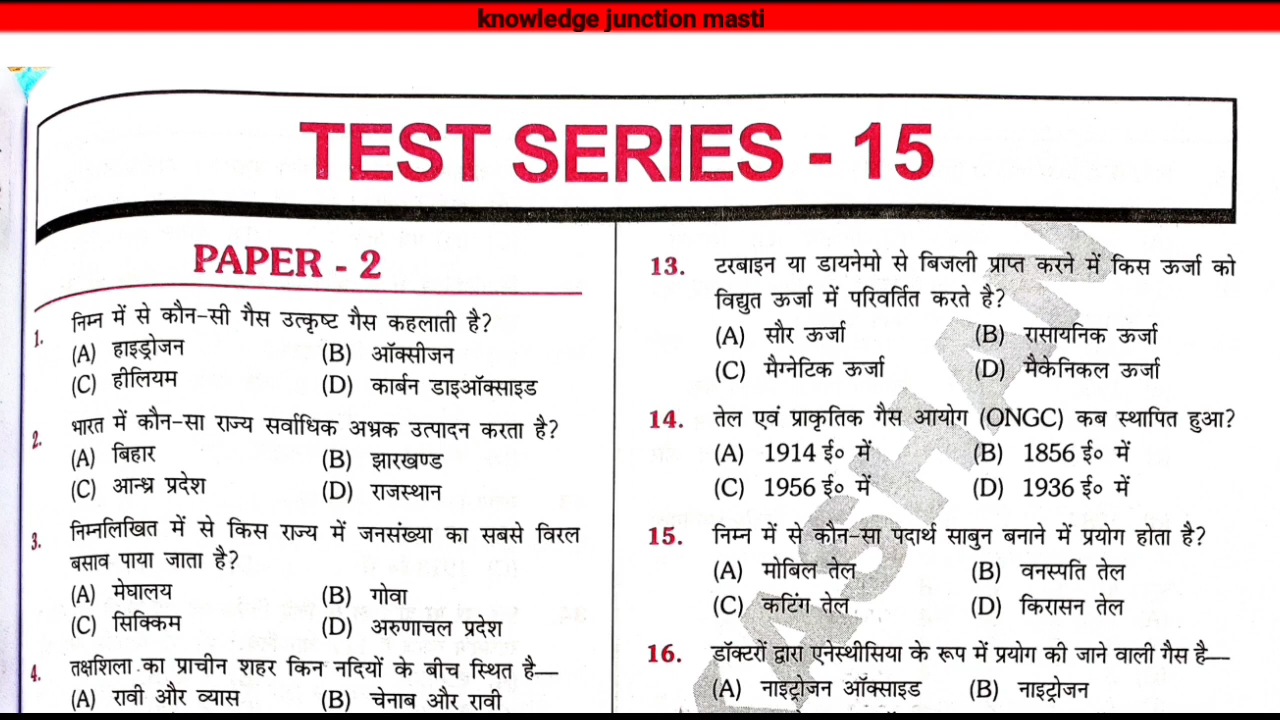 knowledge junction masti
TEST SERIES - 15
PAPER - 2
1. निम्न में से कौन-सी गैस उत्कृष्ट गैस कहलाती है?
(A) हाइड्रोजन (B) ऑक्सीजन
(C) हीलियम (D) कार्बन डाइऑक्साइड
2. भारत में कौन-सा राज्य सर्वाधिक अभ्रक उत्पादन करता है?
(A) बिहार (B) झारखण्ड
(C) आन्ध्र प्रदेश (D) राजस्थान
3. निम्नलिखित में से किस राज्य में जनसंख्या का सबसे विरल
बसाव पाया जाता है?
(A) मेघालय (B) गोवा
(C) सिक्किम (D) अरुणाचल प्रदेश
4. तक्षशिला का प्राचीन शहर किन नदियों के बीच स्थित है—
(A) रावी और व्यास (B) चेनाब और रावी
13. टरबाइन या डायनेमो से बिजली प्राप्त करने में किस ऊर्जा को
विद्युत ऊर्जा में परिवर्तित करते है?
(A) सौर ऊर्जा (B) रासायनिक ऊर्जा
(C) मैग्नेटिक ऊर्जा (D) मैकेनिकल ऊर्जा
14. तेल एवं प्राकृतिक गैस आयोग (ONGC) कब स्थापित हुआ?
(A) 1914 ई० में (B) 1856 ई० में
(C) 1956 ई० में (D) 1936 ई० में
15. निम्न में से कौन-सा पदार्थ साबुन बनाने में प्रयोग होता है?
(A) मोबिल तेल (B) वनस्पति तेल
(C) कटिंग तेल (D) किरासन तेल
16. डॉक्टरों द्वारा एनेस्थीसिया के रूप में प्रयोग की जाने वाली गैस है—
(A) नाइट्रोजन ऑक्साइड (B) नाइट्रोजन